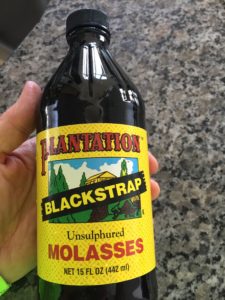 PLANTATION
BLACKSTRAP
Unsulphured
MOLASSES
NET 15 FL OZ (442 ml)